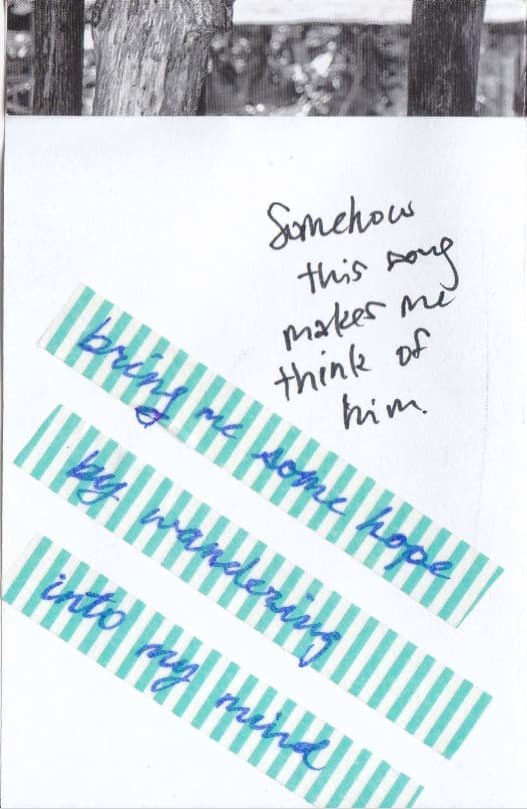 Somehow
this song
makes me
think of
him.
bring me some hope
by wandering
into my mind